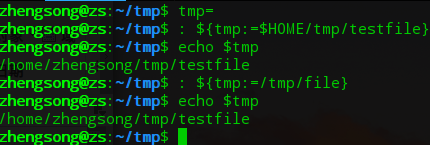 zhengsong@zs:~/tmp$ tmp=
zhengsong@zs:~/tmp$ : ${tmp:=$HOME/tmp/testfile}
zhengsong@zs:~/tmp$ echo $tmp
/home/zhengsong/tmp/testfile
zhengsong@zs:~/tmp$ : ${tmp:=/tmp/file}
zhengsong@zs:~/tmp$ echo $tmp
/home/zhengsong/tmp/testfile
zhengsong@zs:~/tmp$